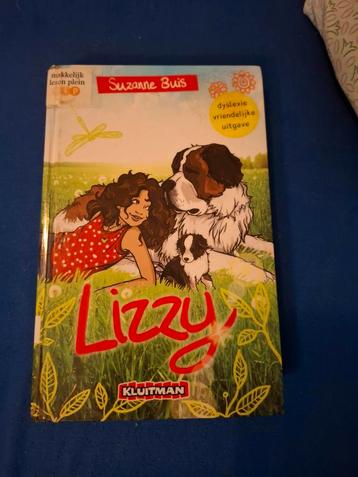 makkelijk
lezen plein
Suzanne Buis
dyslexie
vriendelijke
uitgave
Lizzy
KLUITMAN